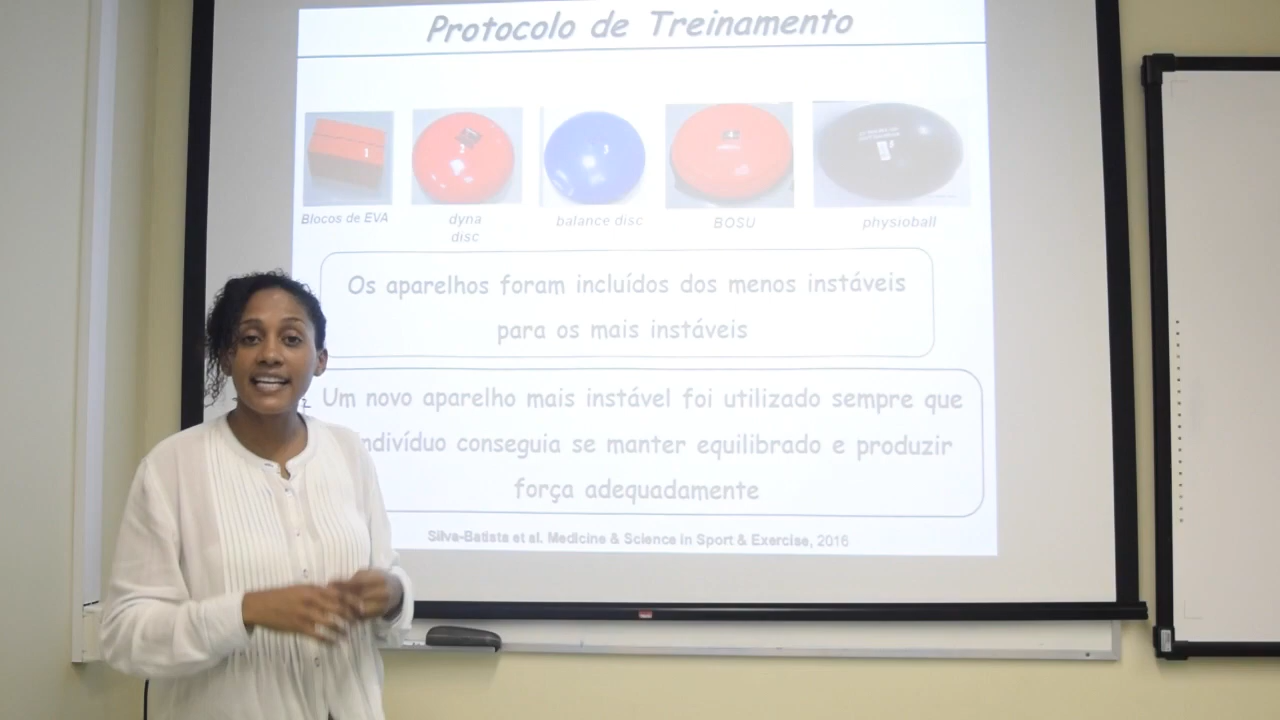 Protocolo de Treinamento
Blocos de EVA
dyna
disc
balance disc
BOSU
physioball
Os aparelhos foram incluídos dos menos instáveis
para os mais instáveis
Um novo aparelho mais instável foi utilizado sempre que
indivíduo conseguia se manter equilibrado e produzir
força adequadamente
Silva-Batista et al. Medicine & Science in Sport & Exercise, 2016